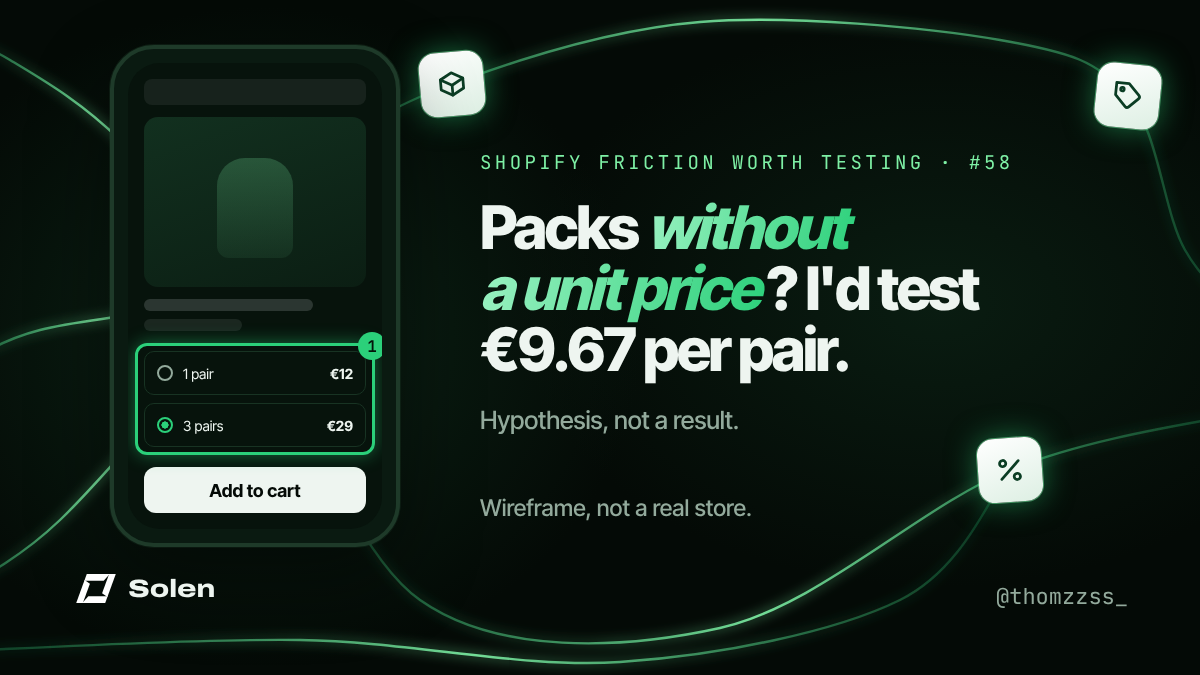 1
1 pair €12
3 pairs €29
Add to cart
SHOPIFY FRICTION WORTH TESTING · #58
Packs without
a unit price? I'd test
€9.67 per pair.
Hypothesis, not a result.
Wireframe, not a real store.
Solen
@thomzzss_